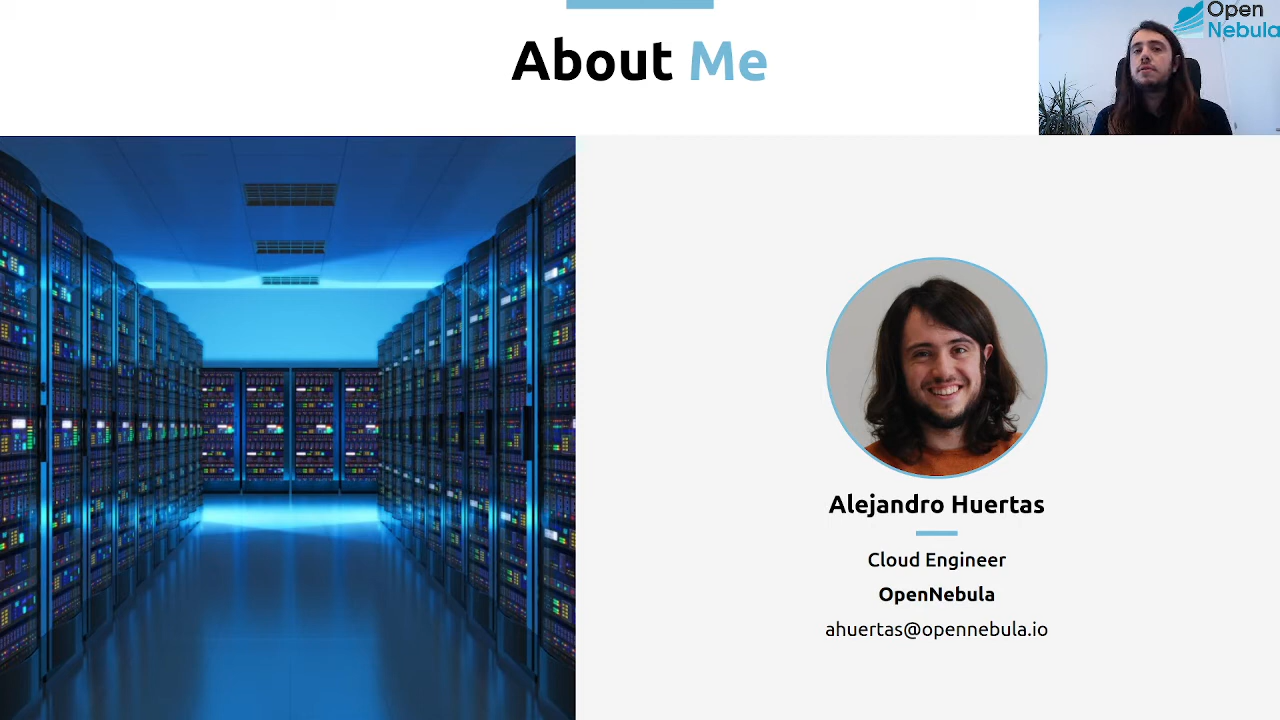 About Me
Open
Nebula
Alejandro Huertas
Cloud Engineer
OpenNebula
ahuertas@opennebula.io